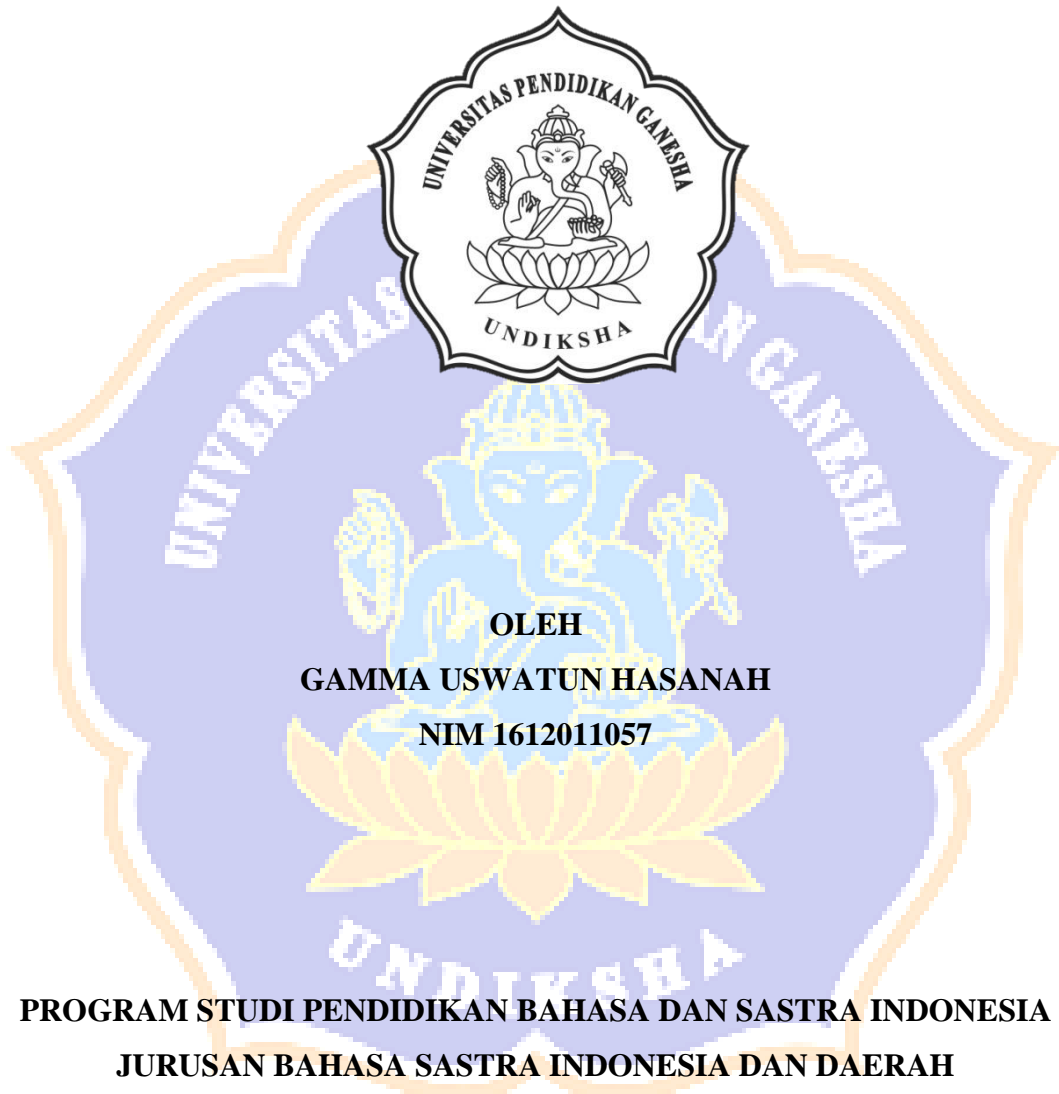 UNIVERSITAS PENDIDIKAN GANESHA
UNDIKSHA
OLEH
GAMMA USWATUN HASANAH
NIM 1612011057
UNDIKSHA
PROGRAM STUDI PENDIDIKAN BAHASA DAN SASTRA INDONESIA
JURUSAN BAHASA SASTRA INDONESIA DAN DAERAH